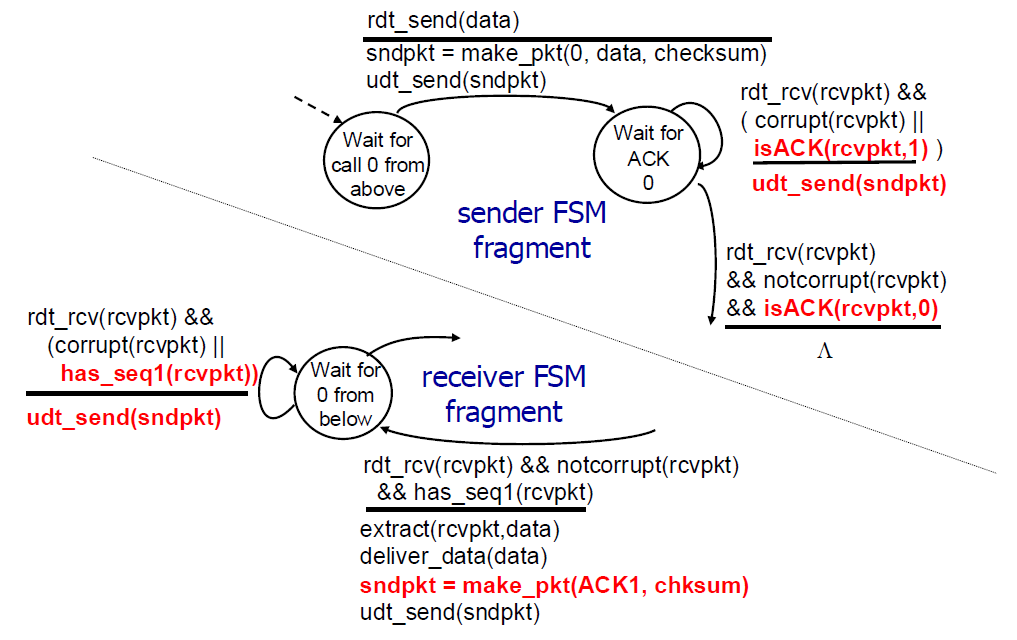 rdt_send(data)
sndpkt = make_pkt(0, data, checksum)
udt_send(sndpkt)
Wait for
call 0 from
above
Wait for
ACK
0
rdt_rcv(rcvpkt) &&
( corrupt(rcvpkt) ||
isACK(rcvpkt,1) )
udt_send(sndpkt)
sender FSM
fragment
rdt_rcv(rcvpkt)
&& notcorrupt(rcvpkt)
&& isACK(rcvpkt,0)
Λ
rdt_rcv(rcvpkt) &&
(corrupt(rcvpkt) ||
has_seq1(rcvpkt))
udt_send(sndpkt)
Wait for
0 from
below
receiver FSM
fragment
rdt_rcv(rcvpkt) && notcorrupt(rcvpkt)
&& has_seq1(rcvpkt)
extract(rcvpkt,data)
deliver_data(data)
sndpkt = make_pkt(ACK1, chksum)
udt_send(sndpkt)